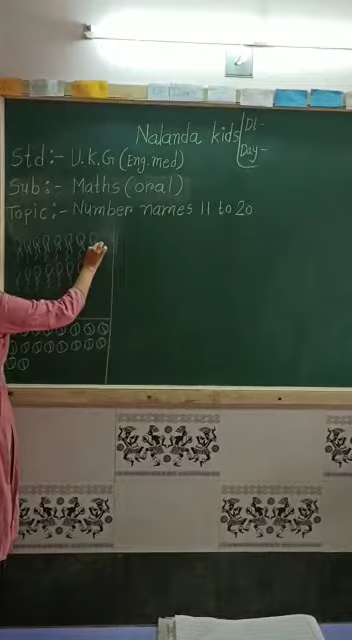 Nalanda kids
Dt-
Day-
Std:- U.K.G (Eng.med)
Sub:- Maths (oral)
Topic:- Number names 11 to 20